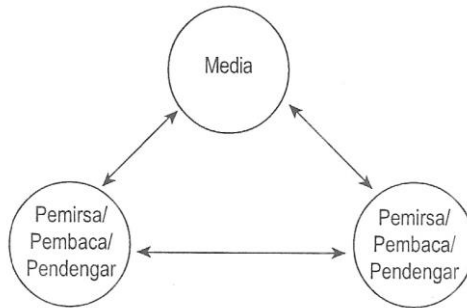 Media
Pemirsa/
Pembaca/
Pendengar
Pemirsa/
Pembaca/
Pendengar